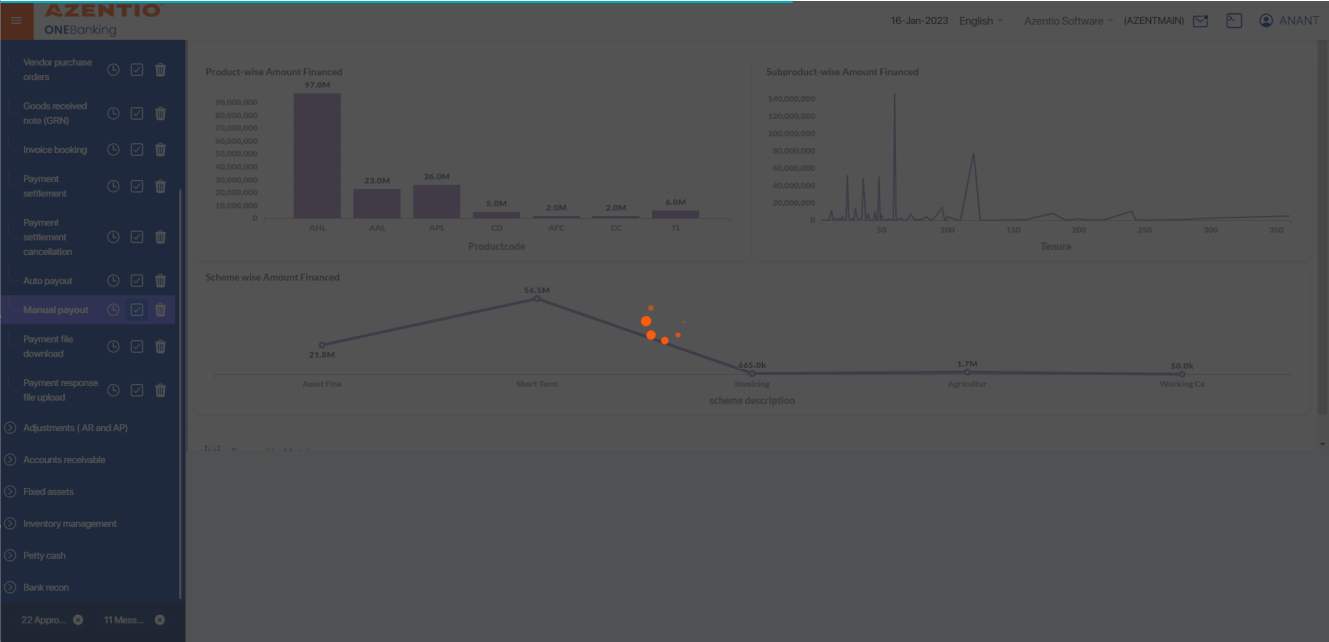 AZENTIO
ONEBanking
16-Jan-2023 English Azentio Software (AZENTMAIN) ANANT
Vendor purchase
orders
Goods received
note (GRN)
Invoice booking
Payment
settlement
Payment
settlement
cancellation
Auto payout
Manual payout
Payment file
download
Payment response
file upload
Adjustments ( AR and AP)
Accounts receivable
Fixed assets
Inventory management
Petty cash
Bank recon
22 Appro... 11 Mess...
Product-wise Amount Financed
97.0M
90,000,000
80,000,000
70,000,000
60,000,000
50,000,000
40,000,000
30,000,000
20,000,000
10,000,000
0
23.0M
26.0M
5.0M
2.0M
2.0M
6.0M
AHL AAL APL CD AFC CC TL
Productcode
Subproduct-wise Amount Financed
140,000,000
120,000,000
100,000,000
80,000,000
60,000,000
40,000,000
20,000,000
0
50 100 150 200 250 300 350
Tenure
Scheme wise Amount Financed
21.8M
56.5M
665.0k
1.7M
50.0k
Asset Fina Short Term Invoicing Agricultur Working Ca
scheme description